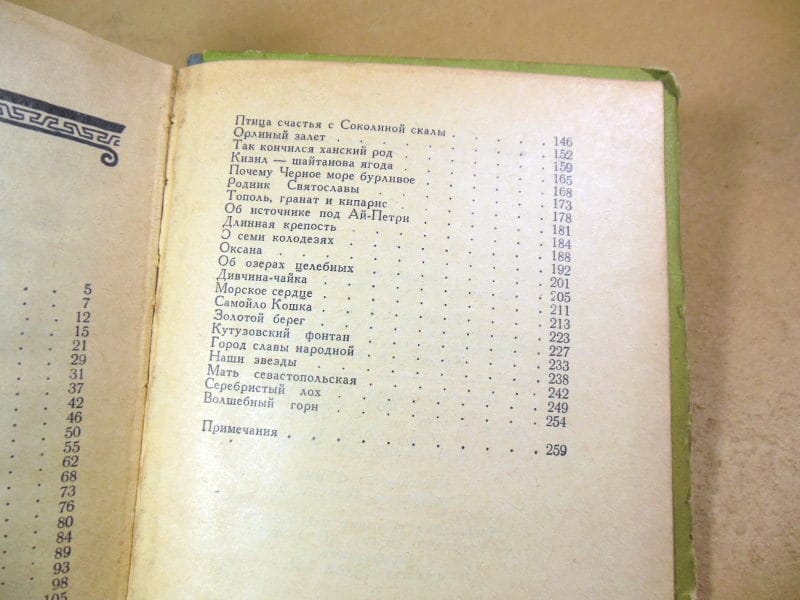 5
7
12
15
21
29
31
37
42
46
50
55
62
68
73
76
80
84
89
93
98
105
Птица счастья с Соколиной скалы . . . . . 146
Орлиный залет . . . . . . . . 152
Так кончился ханский род . . . . . . 159
Кизил — шайтанова ягода . . . . . . 165
Почему Черное море бурливое . . . . . 168
Родник Святославы . . . . . . . 173
Тополь, гранат и кипарис . . . . . . 178
Об источнике под Ай-Петри . . . . . 181
Длинная крепость . . . . . . . 184
О семи колодезях . . . . . . . 188
Оксана . . . . . . . . . 192
Об озерах целебных . . . . . . . 201
Дивчина-чайка . . . . . . . . 205
Морское сердце . . . . . . . . 211
Самойло Кошка . . . . . . . . 213
Золотой берег . . . . . . . . 223
Кутузовский фонтан . . . . . . . 227
Город славы народной . . . . . . . 233
Наши звезды . . . . . . . . 238
Мать севастопольская . . . . . . . 242
Серебристый лох . . . . . . . . 249
Волшебный горн . . . . . . . . 254
Примечания . . . . . . . . . 259